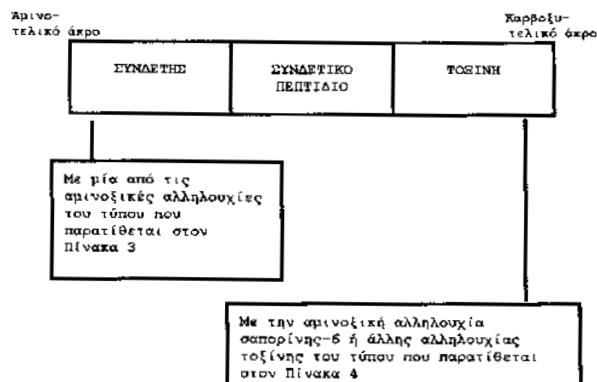 Αμινο-
τελικό άκρο
Καρβοξυ-
τελικό άκρο
ΣΥΝΔΕΤΗΣ
ΣΥΝΔΕΤΙΚΟ
ΠΕΠΤΙΔΙΟ
ΤΟΞΙΝΗ
Με μία από τις
αμινοξικές αλληλουχίες
του τύπου που
παρατίθεται στον
Πίνακα 3
Με την αμινοξική αλληλουχία
σαπορίνης-6 ή άλλης αλληλουχίας
τοξίνης του τύπου που παρατίθεται
στον Πίνακα 4